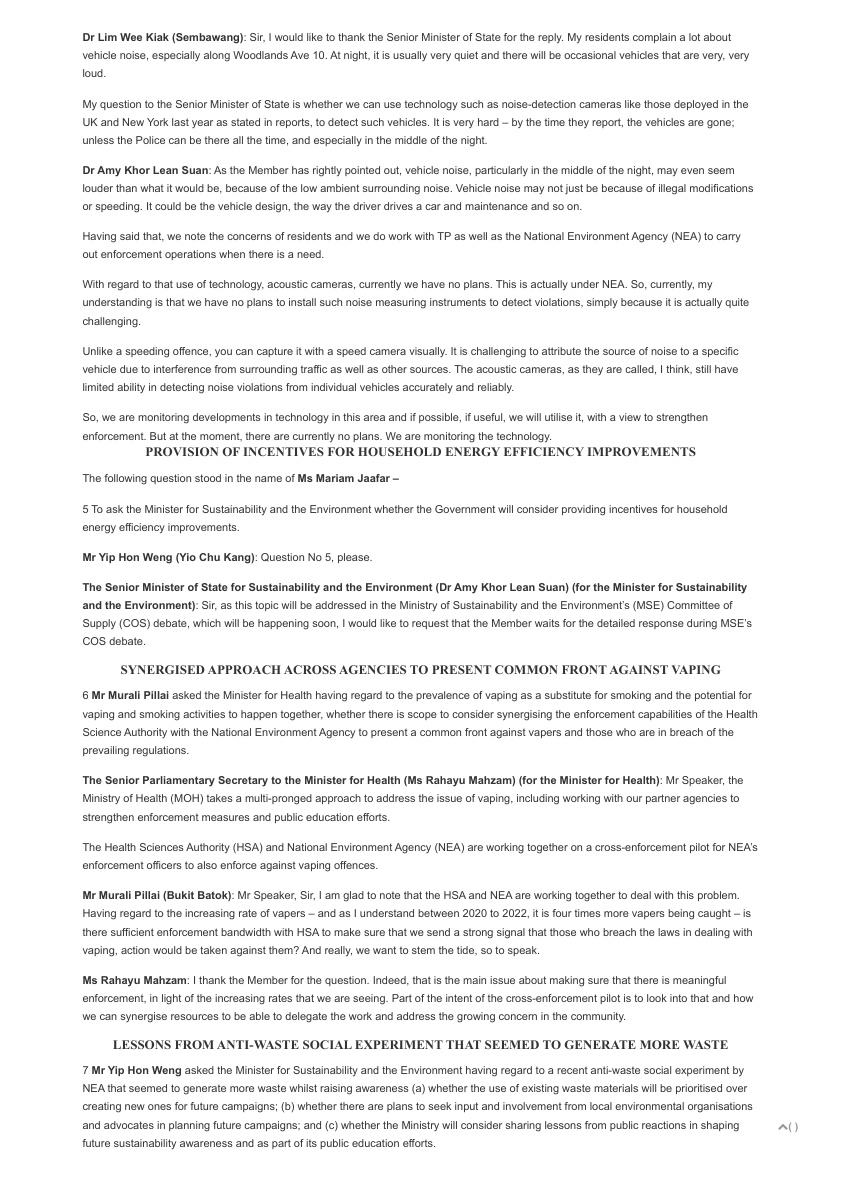 Dr Lim Wee Kiak (Sembawang): Sir, I would like to thank the Senior Minister of State for the reply. My residents complain a lot about
vehicle noise, especially along Woodlands Ave 10. At night, it is usually very quiet and there will be occasional vehicles that are very, very
loud.
My question to the Senior Minister of State is whether we can use technology such as noise-detection cameras like those deployed in the
UK and New York last year as stated in reports, to detect such vehicles. It is very hard – by the time they report, the vehicles are gone;
unless the Police can be there all the time, and especially in the middle of the night.
Dr Amy Khor Lean Suan: As the Member has rightly pointed out, vehicle noise, particularly in the middle of the night, may even seem
louder than what it would be, because of the low ambient surrounding noise. Vehicle noise may not just be because of illegal modifications
or speeding. It could be the vehicle design, the way the driver drives a car and maintenance and so on.
Having said that, we note the concerns of residents and we do work with TP as well as the National Environment Agency (NEA) to carry
out enforcement operations when there is a need.
With regard to that use of technology, acoustic cameras, currently we have no plans. This is actually under NEA. So, currently, my
understanding is that we have no plans to install such noise measuring instruments to detect violations, simply because it is actually quite
challenging.
Unlike a speeding offence, you can capture it with a speed camera visually. It is challenging to attribute the source of noise to a specific
vehicle due to interference from surrounding traffic as well as other sources. The acoustic cameras, as they are called, I think, still have
limited ability in detecting noise violations from individual vehicles accurately and reliably.
So, we are monitoring developments in technology in this area and if possible, if useful, we will utilise it, with a view to strengthen
enforcement. But at the moment, there are currently no plans. We are monitoring the technology.
PROVISION OF INCENTIVES FOR HOUSEHOLD ENERGY EFFICIENCY IMPROVEMENTS
The following question stood in the name of Ms Mariam Jaafar –
5 To ask the Minister for Sustainability and the Environment whether the Government will consider providing incentives for household
energy efficiency improvements.
Mr Yip Hon Weng (Yio Chu Kang): Question No 5, please.
The Senior Minister of State for Sustainability and the Environment (Dr Amy Khor Lean Suan) (for the Minister for Sustainability
and the Environment): Sir, as this topic will be addressed in the Ministry of Sustainability and the Environment's (MSE) Committee of
Supply (COS) debate, which will be happening soon, I would like to request that the Member waits for the detailed response during MSE's
COS debate.
SYNERGISED APPROACH ACROSS AGENCIES TO PRESENT COMMON FRONT AGAINST VAPING
6 Mr Murali Pillai asked the Minister for Health having regard to the prevalence of vaping as a substitute for smoking and the potential for
vaping and smoking activities to happen together, whether there is scope to consider synergising the enforcement capabilities of the Health
Science Authority with the National Environment Agency to present a common front against vapers and those who are in breach of the
prevailing regulations.
The Senior Parliamentary Secretary to the Minister for Health (Ms Rahayu Mahzam) (for the Minister for Health): Mr Speaker, the
Ministry of Health (MOH) takes a multi-pronged approach to address the issue of vaping, including working with our partner agencies to
strengthen enforcement measures and public education efforts.
The Health Sciences Authority (HSA) and National Environment Agency (NEA) are working together on a cross-enforcement pilot for NEA's
enforcement officers to also enforce against vaping offences.
Mr Murali Pillai (Bukit Batok): Mr Speaker, Sir, I am glad to note that the HSA and NEA are working together to deal with this problem.
Having regard to the increasing rate of vapers – and as I understand between 2020 to 2022, it is four times more vapers being caught – is
there sufficient enforcement bandwidth with HSA to make sure that we send a strong signal that those who breach the laws in dealing with
vaping, action would be taken against them? And really, we want to stem the tide, so to speak.
Ms Rahayu Mahzam: I thank the Member for the question. Indeed, that is the main issue about making sure that there is meaningful
enforcement, in light of the increasing rates that we are seeing. Part of the intent of the cross-enforcement pilot is to look into that and how
we can synergise resources to be able to delegate the work and address the growing concern in the community.
LESSONS FROM ANTI-WASTE SOCIAL EXPERIMENT THAT SEEMED TO GENERATE MORE WASTE
7 Mr Yip Hon Weng asked the Minister for Sustainability and the Environment having regard to a recent anti-waste social experiment by
NEA that seemed to generate more waste whilst raising awareness (a) whether the use of existing waste materials will be prioritised over
creating new ones for future campaigns; (b) whether there are plans to seek input and involvement from local environmental organisations
and advocates in planning future campaigns; and (c) whether the Ministry will consider sharing lessons from public reactions in shaping
future sustainability awareness and as part of its public education efforts.
( )